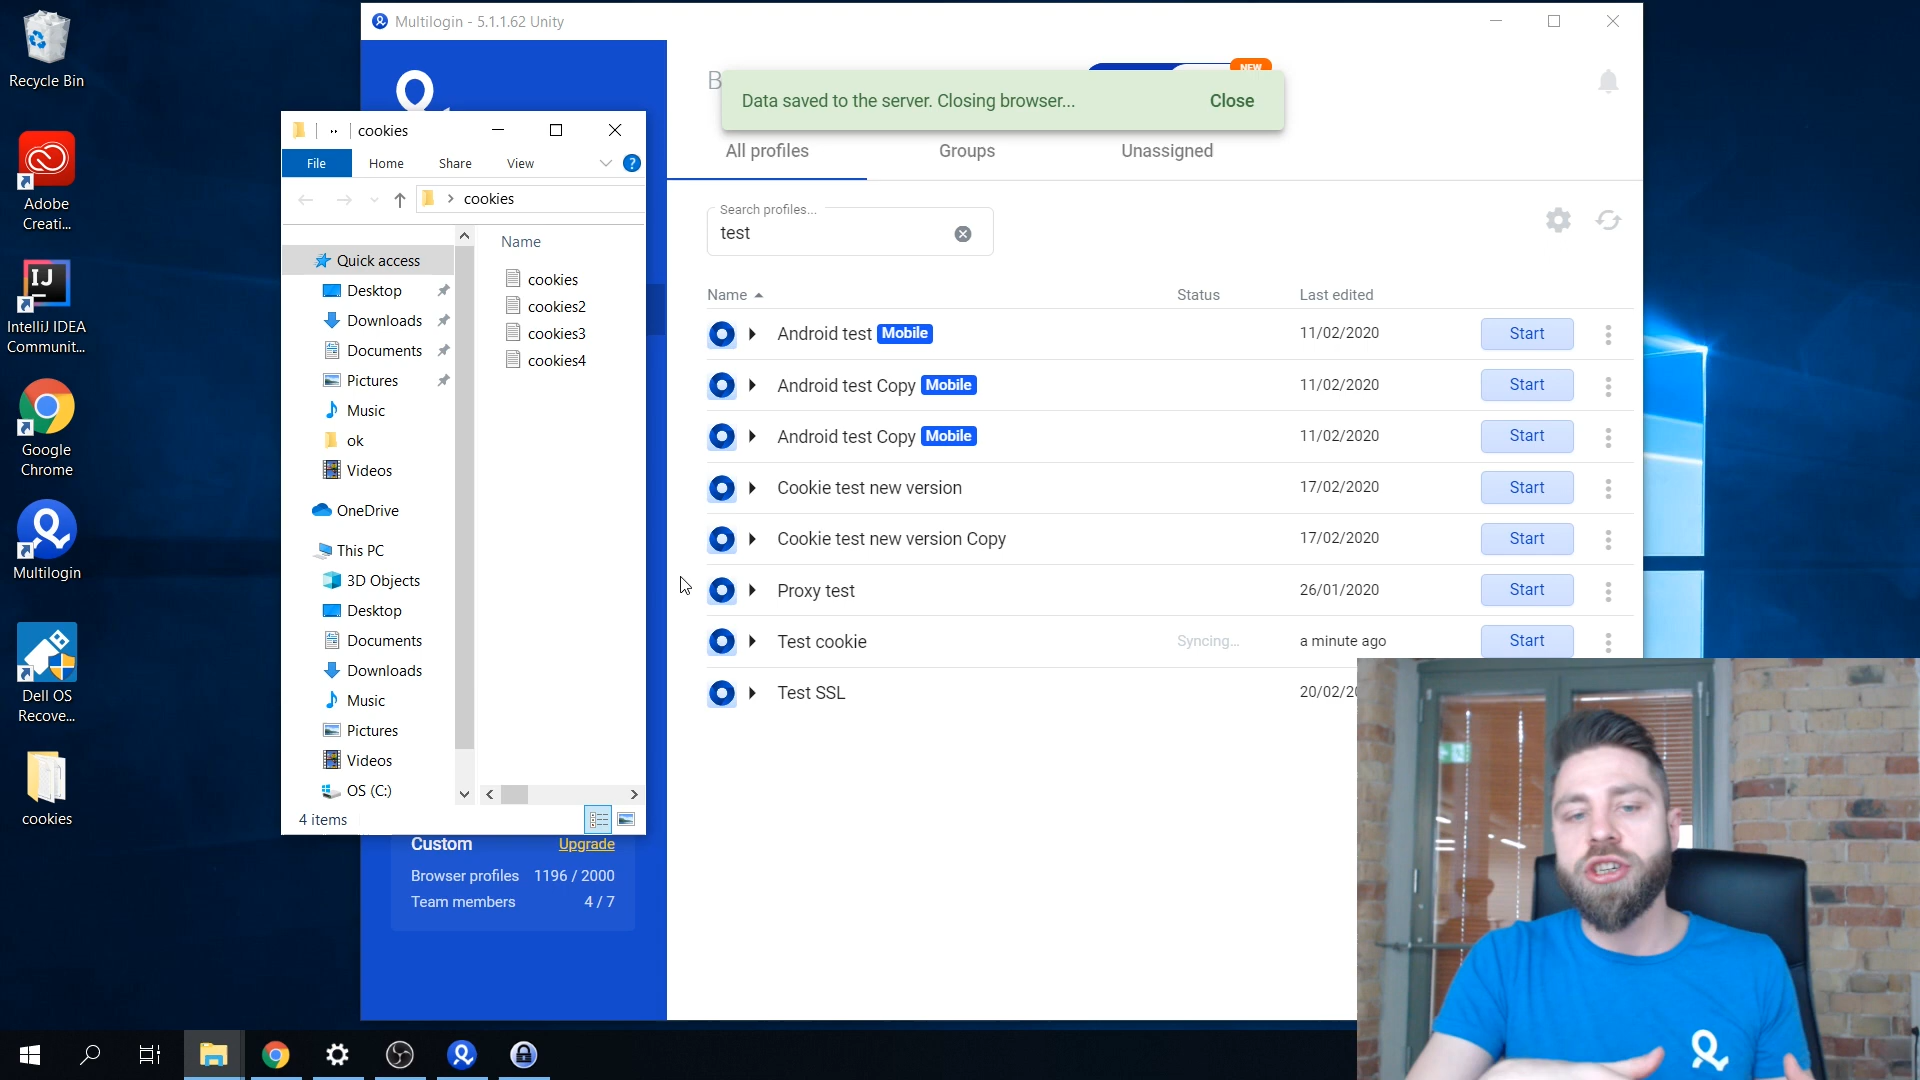 Recycle Bin
Adobe
Creati...
IntelliJ IDEA
Communit...
Google
Chrome
Multilogin
Dell OS
Recove...
cookies
Multilogin - 5.1.1.62 Unity
B
NEW
Data saved to the server. Closing browser...
Close
All profiles
Groups
Unassigned
Search profiles...
test
Name
Status
Last edited
Android test Mobile 11/02/2020 Start
Android test Copy Mobile 11/02/2020 Start
Android test Copy Mobile 11/02/2020 Start
Cookie test new version 17/02/2020 Start
Cookie test new version Copy 17/02/2020 Start
Proxy test 26/01/2020 Start
Test cookie Syncing... a minute ago Start
Test SSL 20/02/20
cookies
File
Home
Share
View
cookies
Quick access
Desktop
Downloads
Documents
Pictures
Music
ok
Videos
OneDrive
This PC
3D Objects
Desktop
Documents
Downloads
Music
Pictures
Videos
OS (C:)
Name
cookies
cookies2
cookies3
cookies4
4 items
Custom
Upgrade
Browser profiles 1196 / 2000
Team members 4 / 7